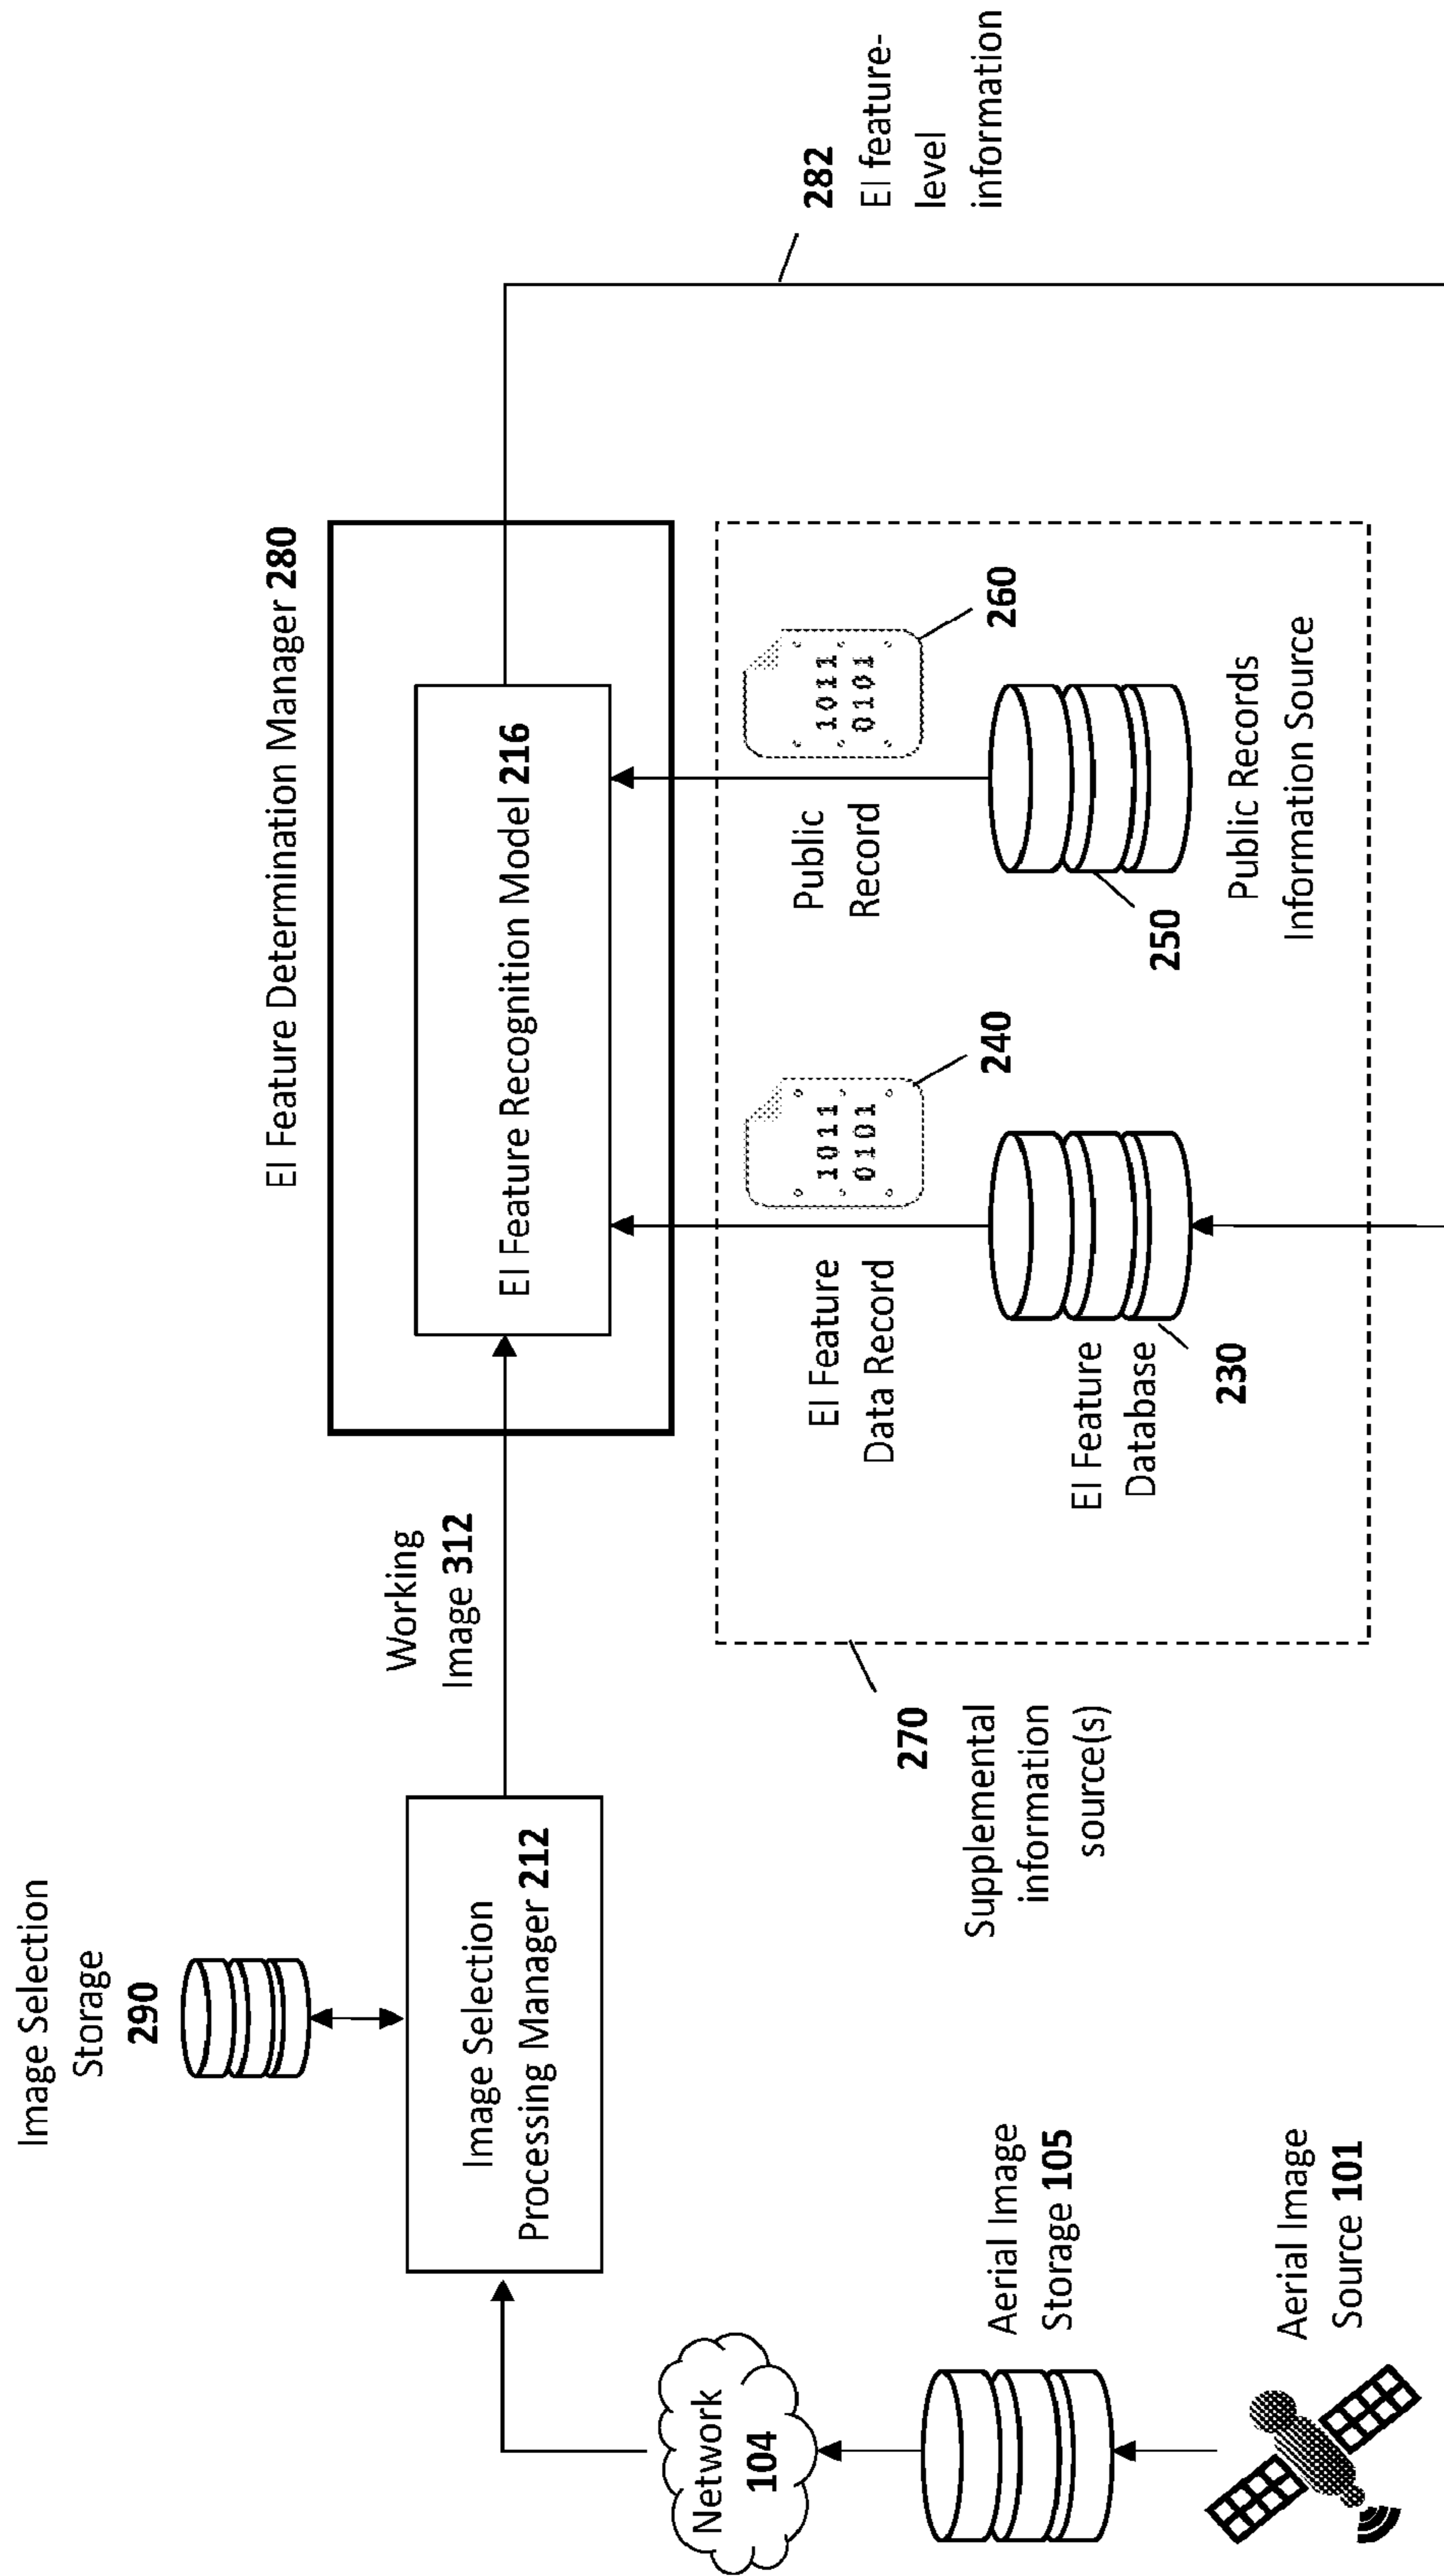 Image Selection
Storage
290
Image Selection
Processing Manager 212
Network
104
Aerial Image
Storage 105
Aerial Image
Source 101
Working
Image 312
EI Feature Determination Manager 280
EI Feature Recognition Model 216
270
Supplemental
information
source(s)
EI Feature
Data Record
1011
0101
240
EI Feature
Database
230
Public
Record
1011
0101
260
250
Public Records
Information Source
282
EI feature-
level
information